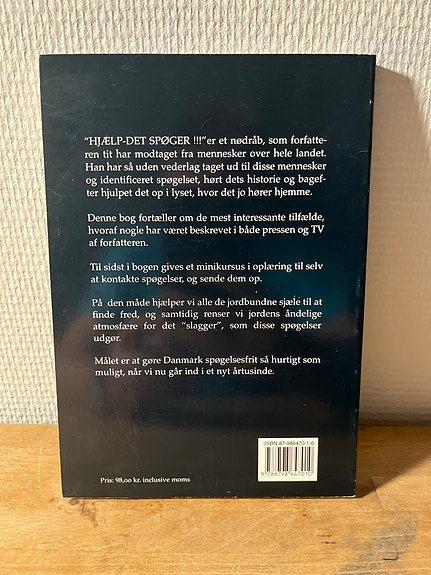 "HJÆLP-DET SPØGER !!!"er et nødråb, som forfatte-
ren tit har modtaget fra mennesker over hele landet.
Han har så uden vederlag taget ud til disse mennesker
og identificeret spøgelset, hørt dets historie og bagef-
ter hjulpet det op i lyset, hvor det jo hører hjemme.
Denne bog fortæller om de mest interessante tilfælde,
hvoraf nogle har været beskrevet i både pressen og TV
af forfatteren.
Til sidst i bogen gives et minikursus i oplæring til selv
at kontakte spøgelser, og sende dem op.
På den måde hjælper vi alle de jordbundne sjæle til at
finde fred, og samtidig renser vi jordens åndelige
atmosfære for det "slagger", som disse spøgelser
udgør.
Målet er at gøre Danmark spøgelsesfrit så hurtigt som
muligt, når vi nu går ind i et nyt årtusinde.
ISBN 87-988470-1-6
9788798847010
Pris: 98,00 kr. inclusive moms